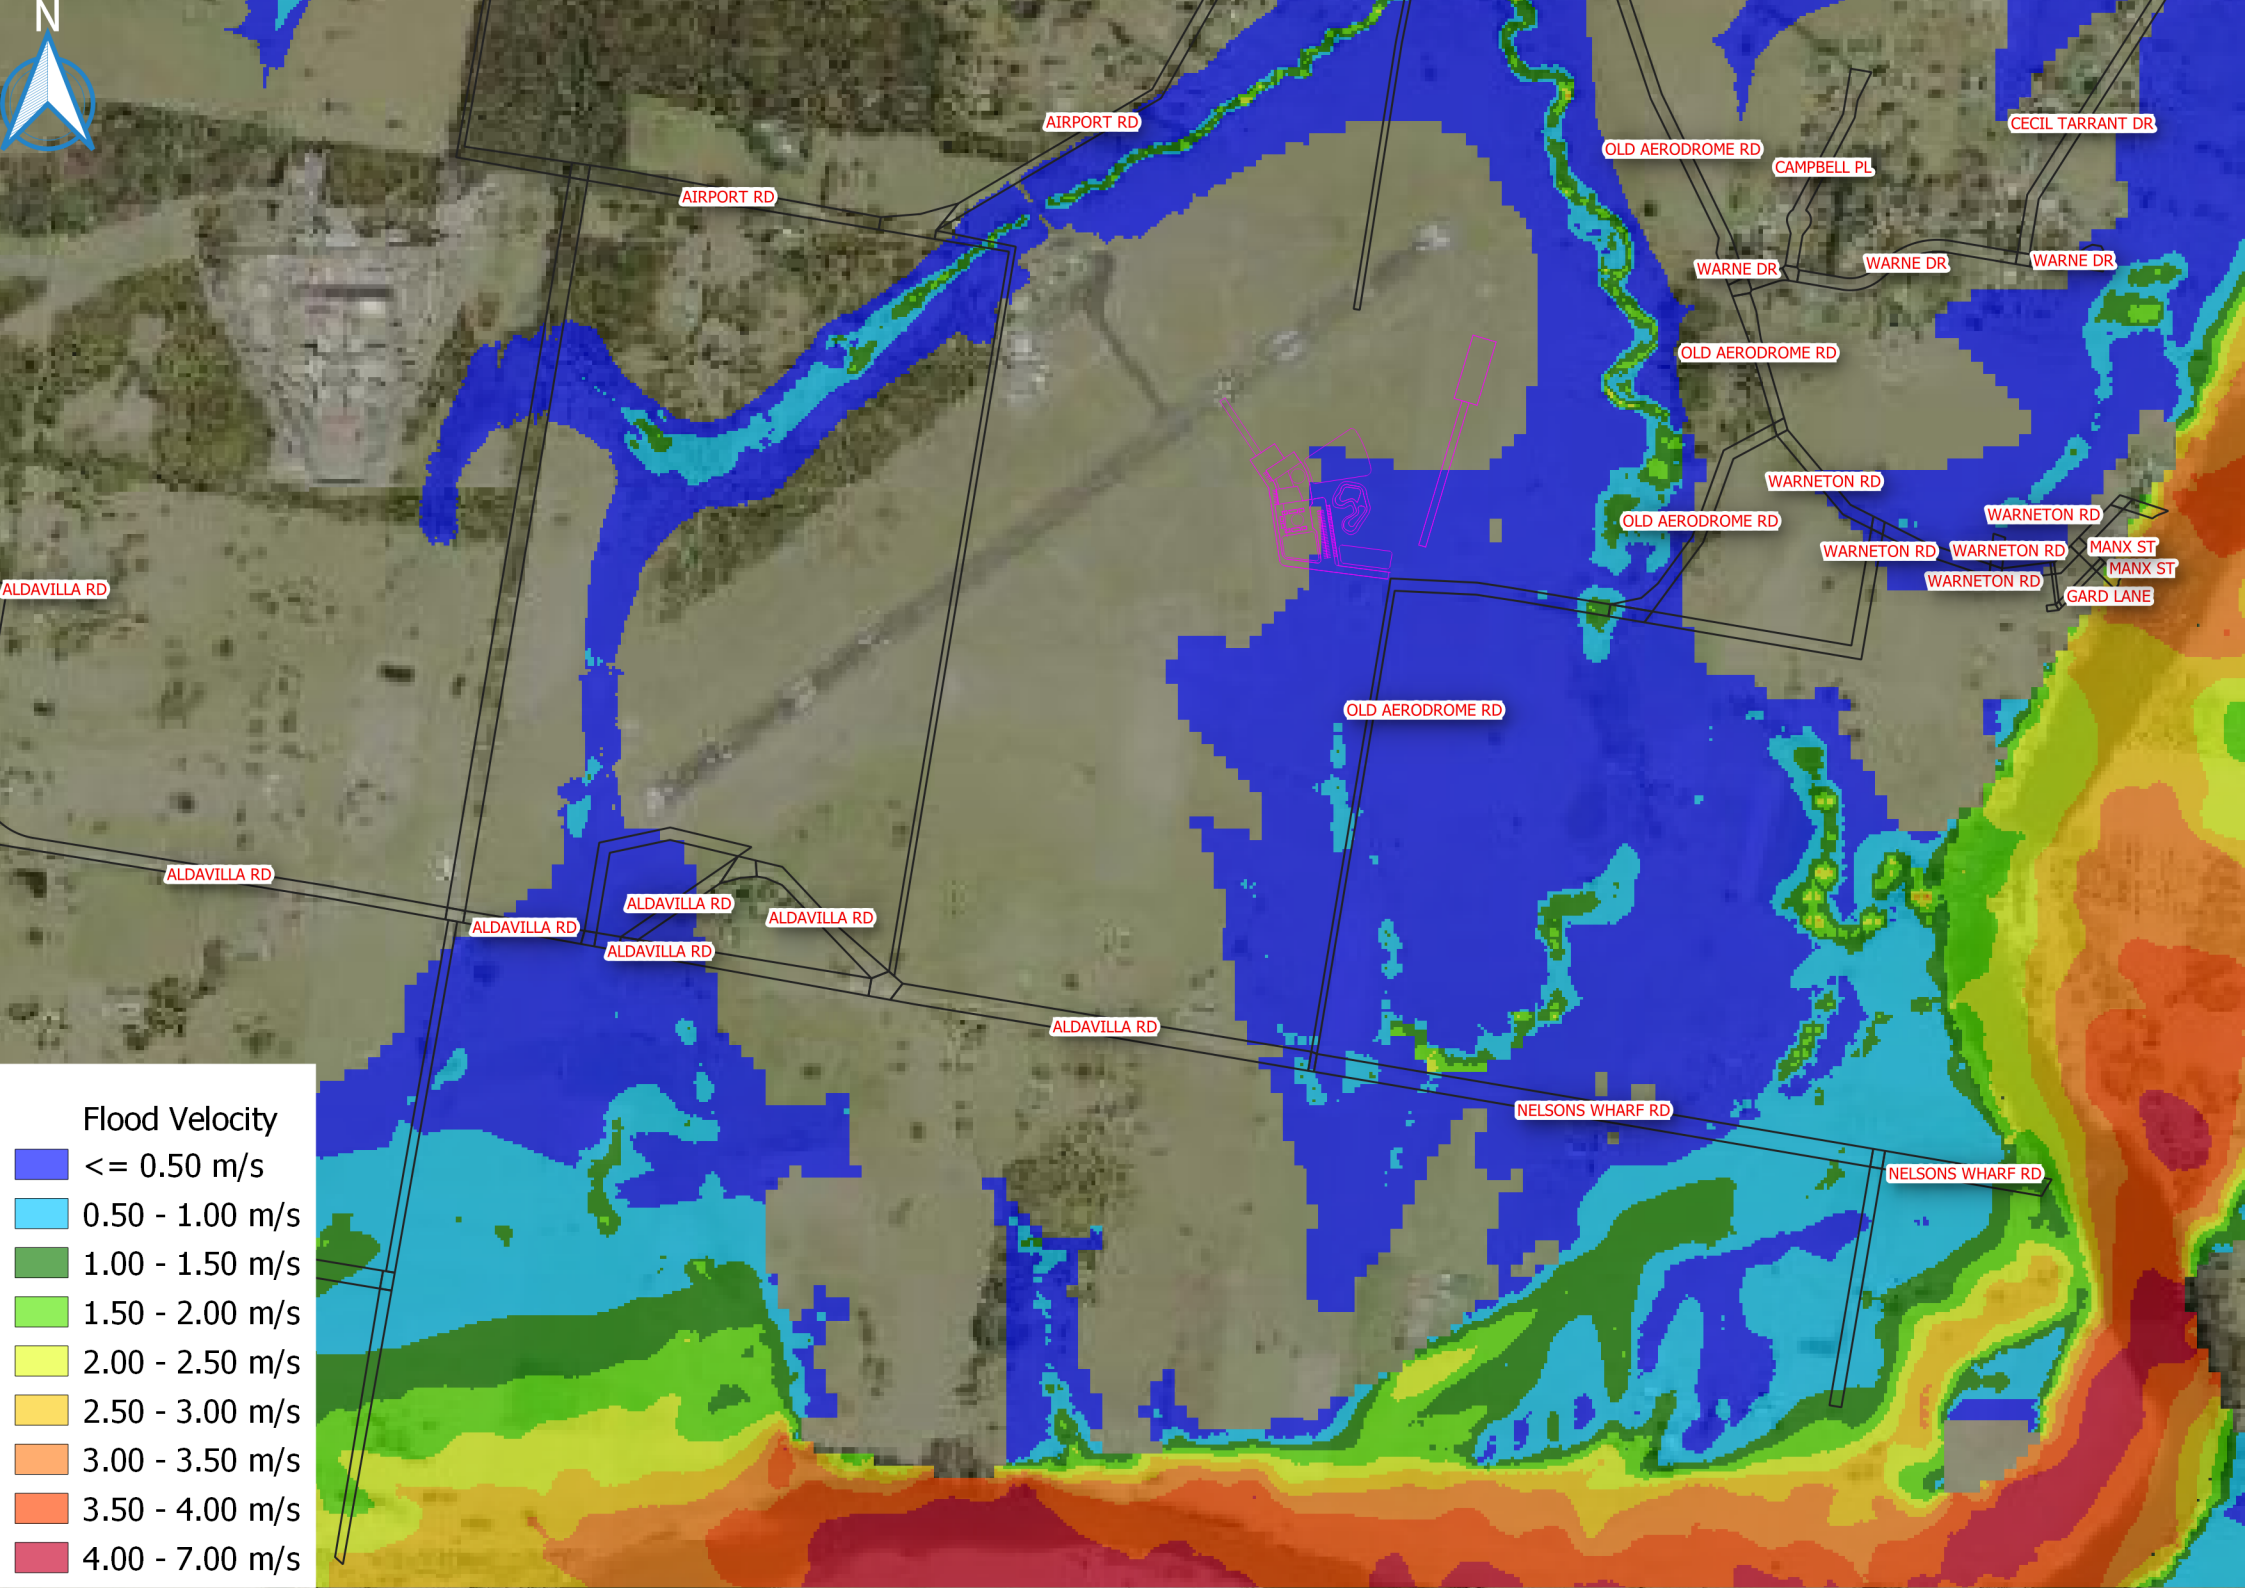 N
AIRPORT RD
CECIL TARRANT DR
OLD AERODROME RD
CAMPBELL PL
AIRPORT RD
WARNE DR
WARNE DR
WARNE DR
OLD AERODROME RD
WARNETON RD
WARNETON RD
OLD AERODROME RD
WARNETON RD
WARNETON RD
MANX ST
MANX ST
WARNETON RD
ALDAVILLA RD
GARD LANE
OLD AERODROME RD
ALDAVILLA RD
ALDAVILLA RD
ALDAVILLA RD
ALDAVILLA RD
ALDAVILLA RD
ALDAVILLA RD
NELSONS WHARF RD
NELSONS WHARF RD
Flood Velocity
<= 0.50 m/s
0.50 - 1.00 m/s
1.00 - 1.50 m/s
1.50 - 2.00 m/s
2.00 - 2.50 m/s
2.50 - 3.00 m/s
3.00 - 3.50 m/s
3.50 - 4.00 m/s
4.00 - 7.00 m/s